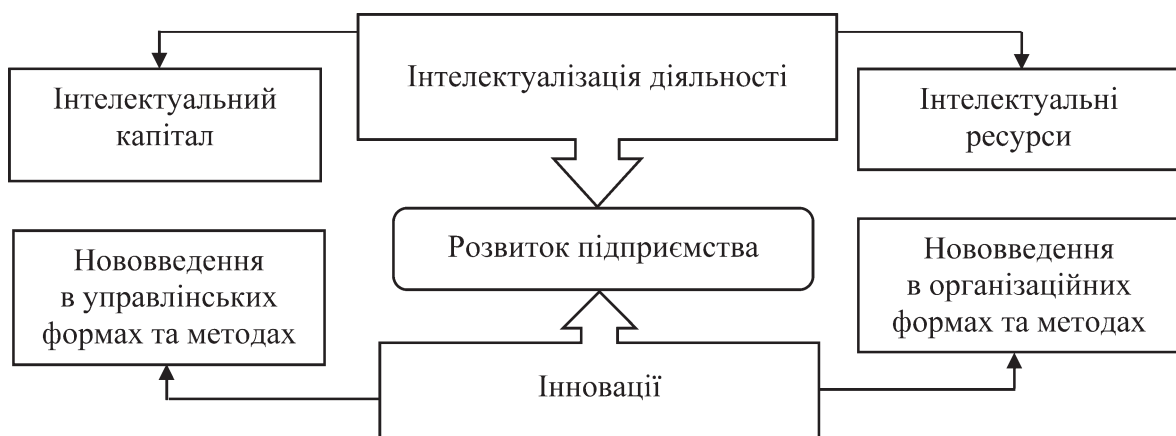 Інтелектуалізація діяльності
Інтелектуальний
капітал
Інтелектуальні
ресурси
Розвиток підприємства
Нововведення
в управлінських
формах та методах
Нововведення
в організаційних
формах та методах
Інновації